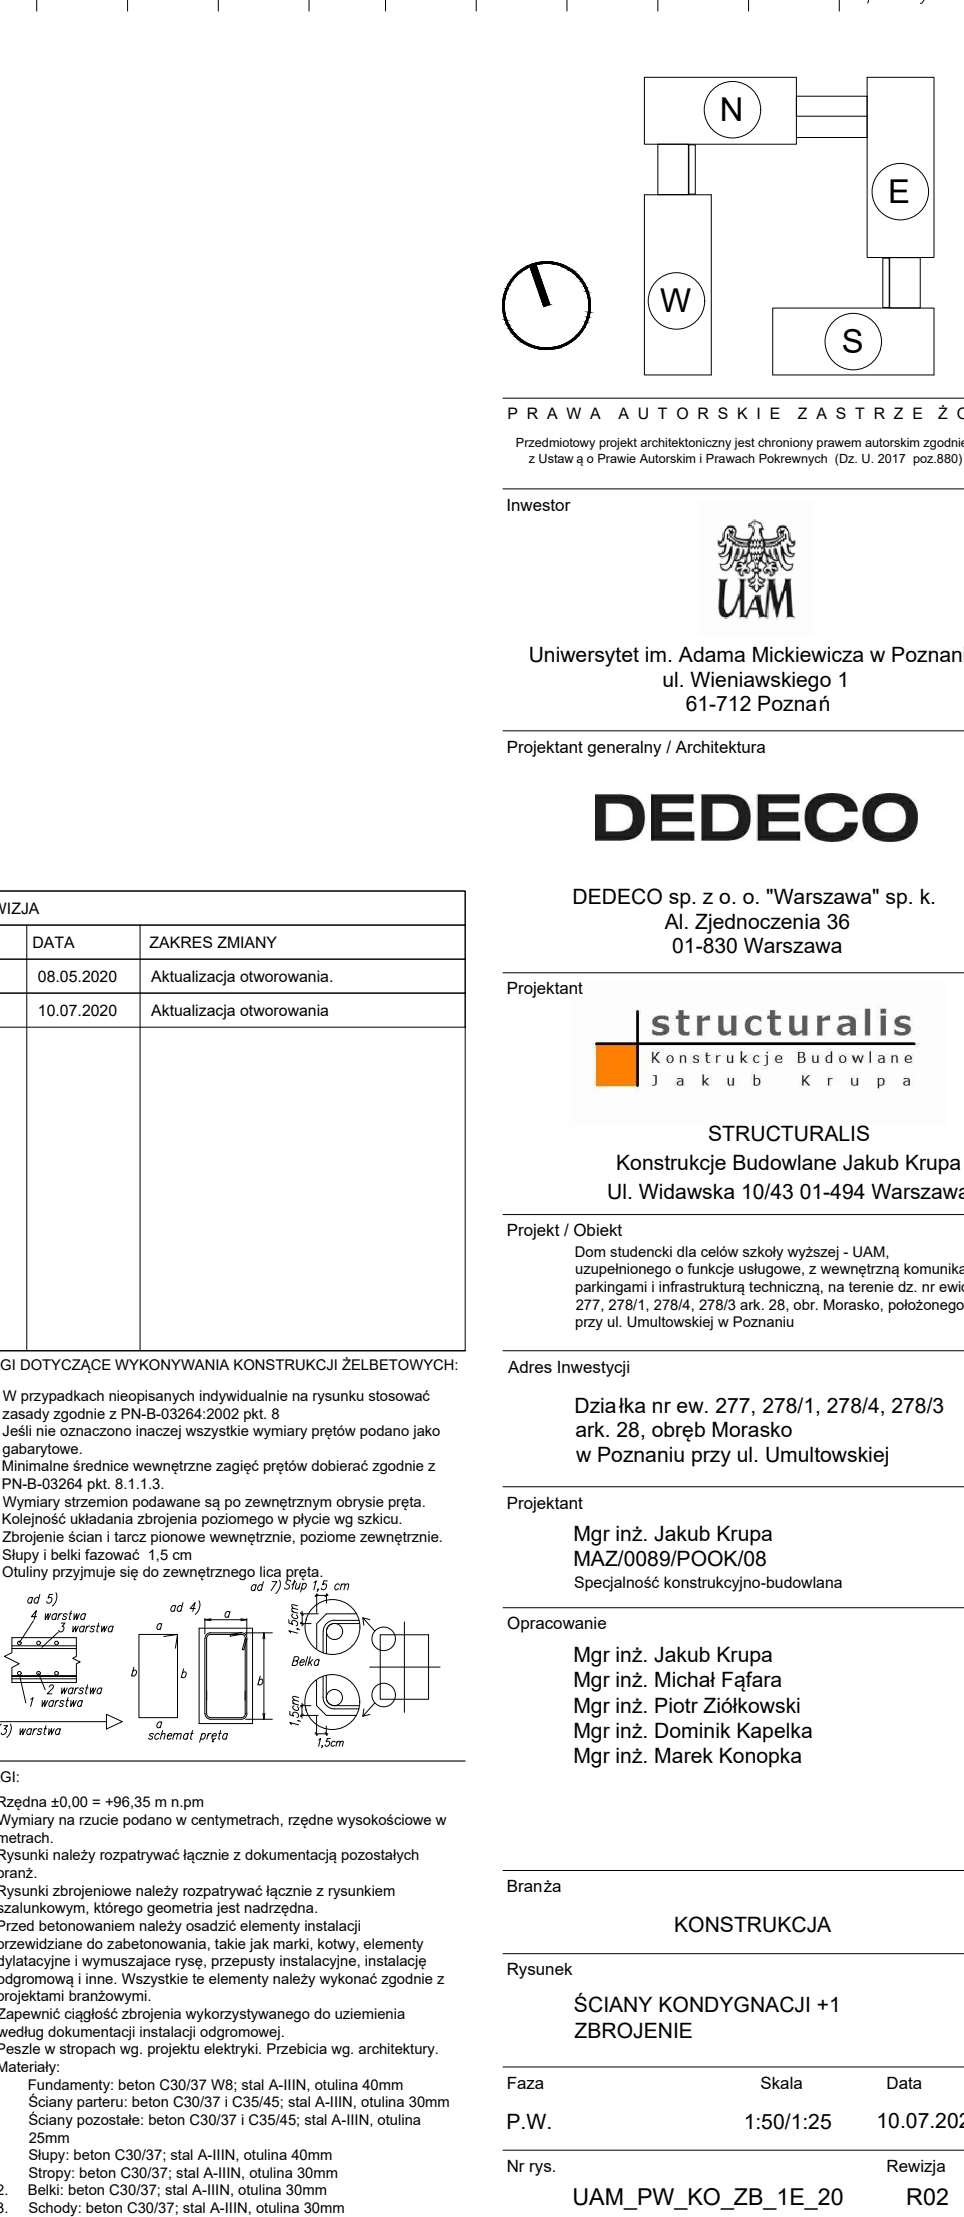 N
E
W
S
PRAWA AUTORSKIE ZASTRZEŻO
Przedmiotowy projekt architektoniczny jest chroniony prawem autorskim zgodnie
z Ustawą o Prawie Autorskim i Prawach Pokrewnych (Dz. U. 2017 poz.880)
Inwestor
UAM
Uniwersytet im. Adama Mickiewicza w Poznani
ul. Wieniawskiego 1
61-712 Poznań
Projektant generalny / Architektura
DEDECO
DEDECO sp. z o. o. "Warszawa" sp. k.
Al. Zjednoczenia 36
01-830 Warszawa
Projektant
structuralis
Konstrukcje Budowlane
Jakub Krupa
STRUCTURALIS
Konstrukcje Budowlane Jakub Krupa
Ul. Widawska 10/43 01-494 Warszawa
Projekt / Obiekt
Dom studencki dla celów szkoły wyższej - UAM,
uzupełnionego o funkcje usługowe, z wewnętrzną komunika
parkingami i infrastrukturą techniczną, na terenie dz. nr ewid
277, 278/1, 278/4, 278/3 ark. 28, obr. Morasko, położonego
przy ul. Umultowskiej w Poznaniu
Adres Inwestycji
Działka nr ew. 277, 278/1, 278/4, 278/3
ark. 28, obręb Morasko
w Poznaniu przy ul. Umultowskiej
Projektant
Mgr inż. Jakub Krupa
MAZ/0089/POOK/08
Specjalność konstrukcyjno-budowlana
Opracowanie
Mgr inż. Jakub Krupa
Mgr inż. Michał Fąfara
Mgr inż. Piotr Ziółkowski
Mgr inż. Dominik Kapelka
Mgr inż. Marek Konopka
Branża
KONSTRUKCJA
Rysunek
ŚCIANY KONDYGNACJI +1
ZBROJENIE
Faza Skala Data
P.W. 1:50/1:25 10.07.202
Nr rys. Rewizja
UAM_PW_KO_ZB_1E_20 R02
WIZJA
DATA ZAKRES ZMIANY
08.05.2020 Aktualizacja otworowania.
10.07.2020 Aktualizacja otworowania
GI DOTYCZĄCE WYKONYWANIA KONSTRUKCJI ŻELBETOWYCH:
W przypadkach nieopisanych indywidualnie na rysunku stosować
zasady zgodnie z PN-B-03264:2002 pkt. 8
Jeśli nie oznaczono inaczej wszystkie wymiary prętów podano jako
gabarytowe.
Minimalne średnice wewnętrzne zagięć prętów dobierać zgodnie z
PN-B-03264 pkt. 8.1.1.3.
Wymiary strzemion podawane są po zewnętrznym obrysie pręta.
Kolejność układania zbrojenia poziomego w płycie wg szkicu.
Zbrojenie ścian i tarcz pionowe wewnętrznie, poziome zewnętrznie.
Słupy i belki fazować 1,5 cm
Otuliny przyjmuje się do zewnętrznego lica pręta.
ad 5)
4 warstwa
3 warstwa
2 warstwa
1 warstwa
(3) warstwa
ad 4)
a
a
b
b
b
a
schemat pręta
ad 7) Słup 1,5 cm
1,5cm
Belka
1,5cm
1,5cm
GI:
Rzędna ±0,00 = +96,35 m n.pm
Wymiary na rzucie podano w centymetrach, rzędne wysokościowe w
metrach.
Rysunki należy rozpatrywać łącznie z dokumentacją pozostałych
branż.
Rysunki zbrojeniowe należy rozpatrywać łącznie z rysunkiem
szalunkowym, którego geometria jest nadrzędna.
Przed betonowaniem należy osadzić elementy instalacji
przewidziane do zabetonowania, takie jak marki, kotwy, elementy
dylatacyjne i wymuszajace rysę, przepusty instalacyjne, instalację
odgromową i inne. Wszystkie te elementy należy wykonać zgodnie z
projektami branżowymi.
Zapewnić ciągłość zbrojenia wykorzystywanego do uziemienia
według dokumentacji instalacji odgromowej.
Peszle w stropach wg. projektu elektryki. Przebicia wg. architektury.
Materiały:
Fundamenty: beton C30/37 W8; stal A-IIIN, otulina 40mm
Ściany parteru: beton C30/37 i C35/45; stal A-IIIN, otulina 30mm
Ściany pozostałe: beton C30/37 i C35/45; stal A-IIIN, otulina
25mm
Słupy: beton C30/37; stal A-IIIN, otulina 40mm
Stropy: beton C30/37; stal A-IIIN, otulina 30mm
2. Belki: beton C30/37; stal A-IIIN, otulina 30mm
3. Schody: beton C30/37; stal A-IIIN, otulina 30mm